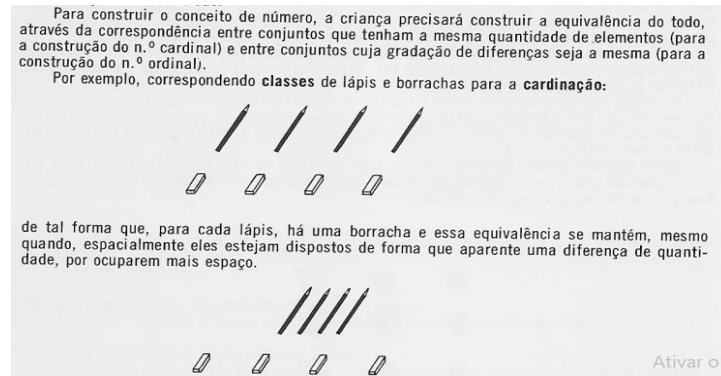 Para construir o conceito de número, a criança precisará construir a equivalência do todo,
através da correspondência entre conjuntos que tenham a mesma quantidade de elementos (para
a construção do n.º cardinal) e entre conjuntos cuja gradação de diferenças seja a mesma (para a
construção do n.º ordinal).
Por exemplo, correspondendo classes de lápis e borrachas para a cardinação:
de tal forma que, para cada lápis, há uma borracha e essa equivalência se mantém, mesmo
quando, espacialmente eles estejam dispostos de forma que aparente uma diferença de quanti-
dade, por ocuparem mais espaço.
Ativar o